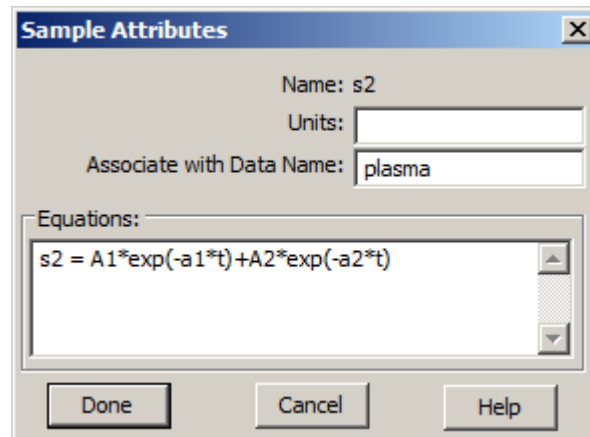 Sample Attributes
Name: s2
Units:
Associate with Data Name: plasma
Equations:
s2 = A1*exp(-a1*t)+A2*exp(-a2*t)
Done Cancel Help